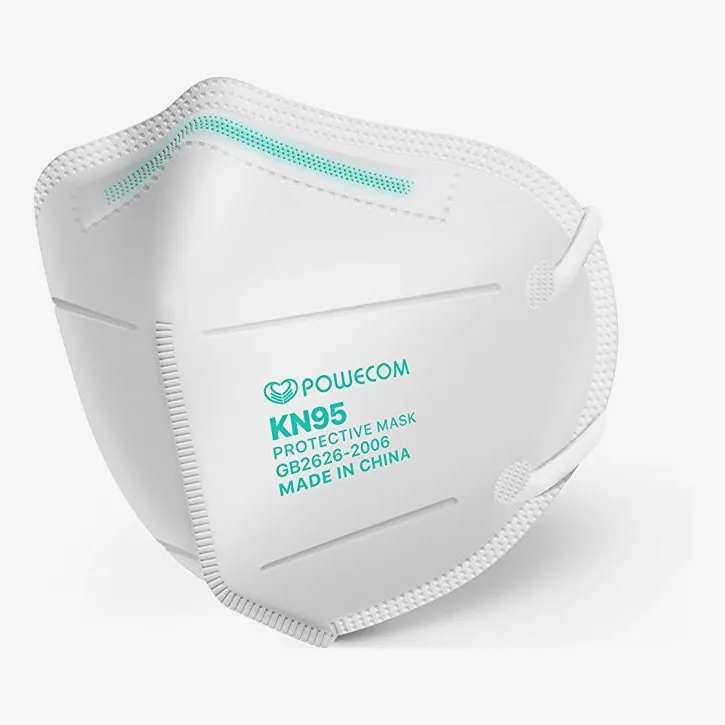 POWECOM
KN95
PROTECTIVE MASK
GB2626-2006
MADE IN CHINA